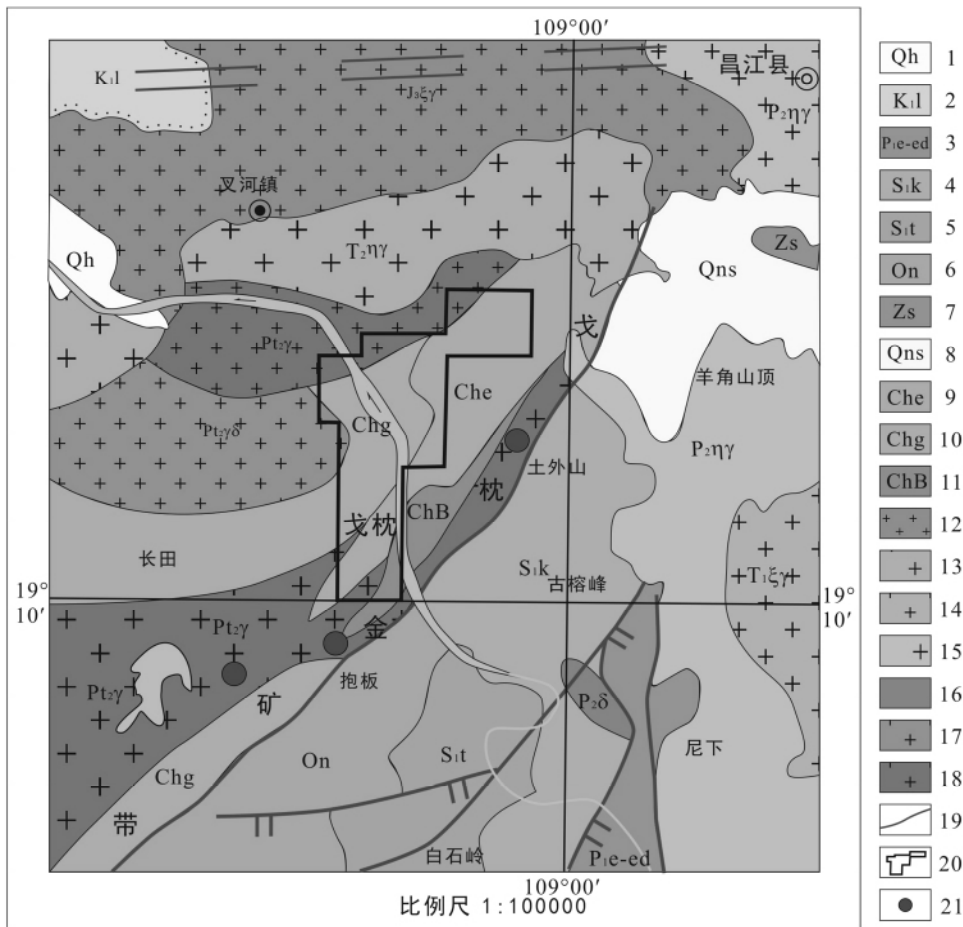 109°00′
K₁l
J₃ξγ
昌江县
P₂ηγ
叉河镇
Qh
T₂ηγ
Zs
Qns
戈
Pt₂γ
Che
羊角山顶
Chg
Pt₂γδ
P₂ηγ
土外山
枕
ChB
戈枕
长田
S₁k
古榕峰
T₁ξγ
19°
10′
19°
10′
Pt₂γ
金
抱板
Pt₂γ
矿
P₂δ
尼下
Chg
On
S₁t
带
白石岭
P₁e-ed
109°00′
比例尺 1:100000
Qh 1
K₁l 2
P₁e-ed 3
S₁k 4
S₁t 5
On 6
Zs 7
Qns 8
Che 9
Chg 10
ChB 11
12
13
14
15
16
17
18
19
20
21